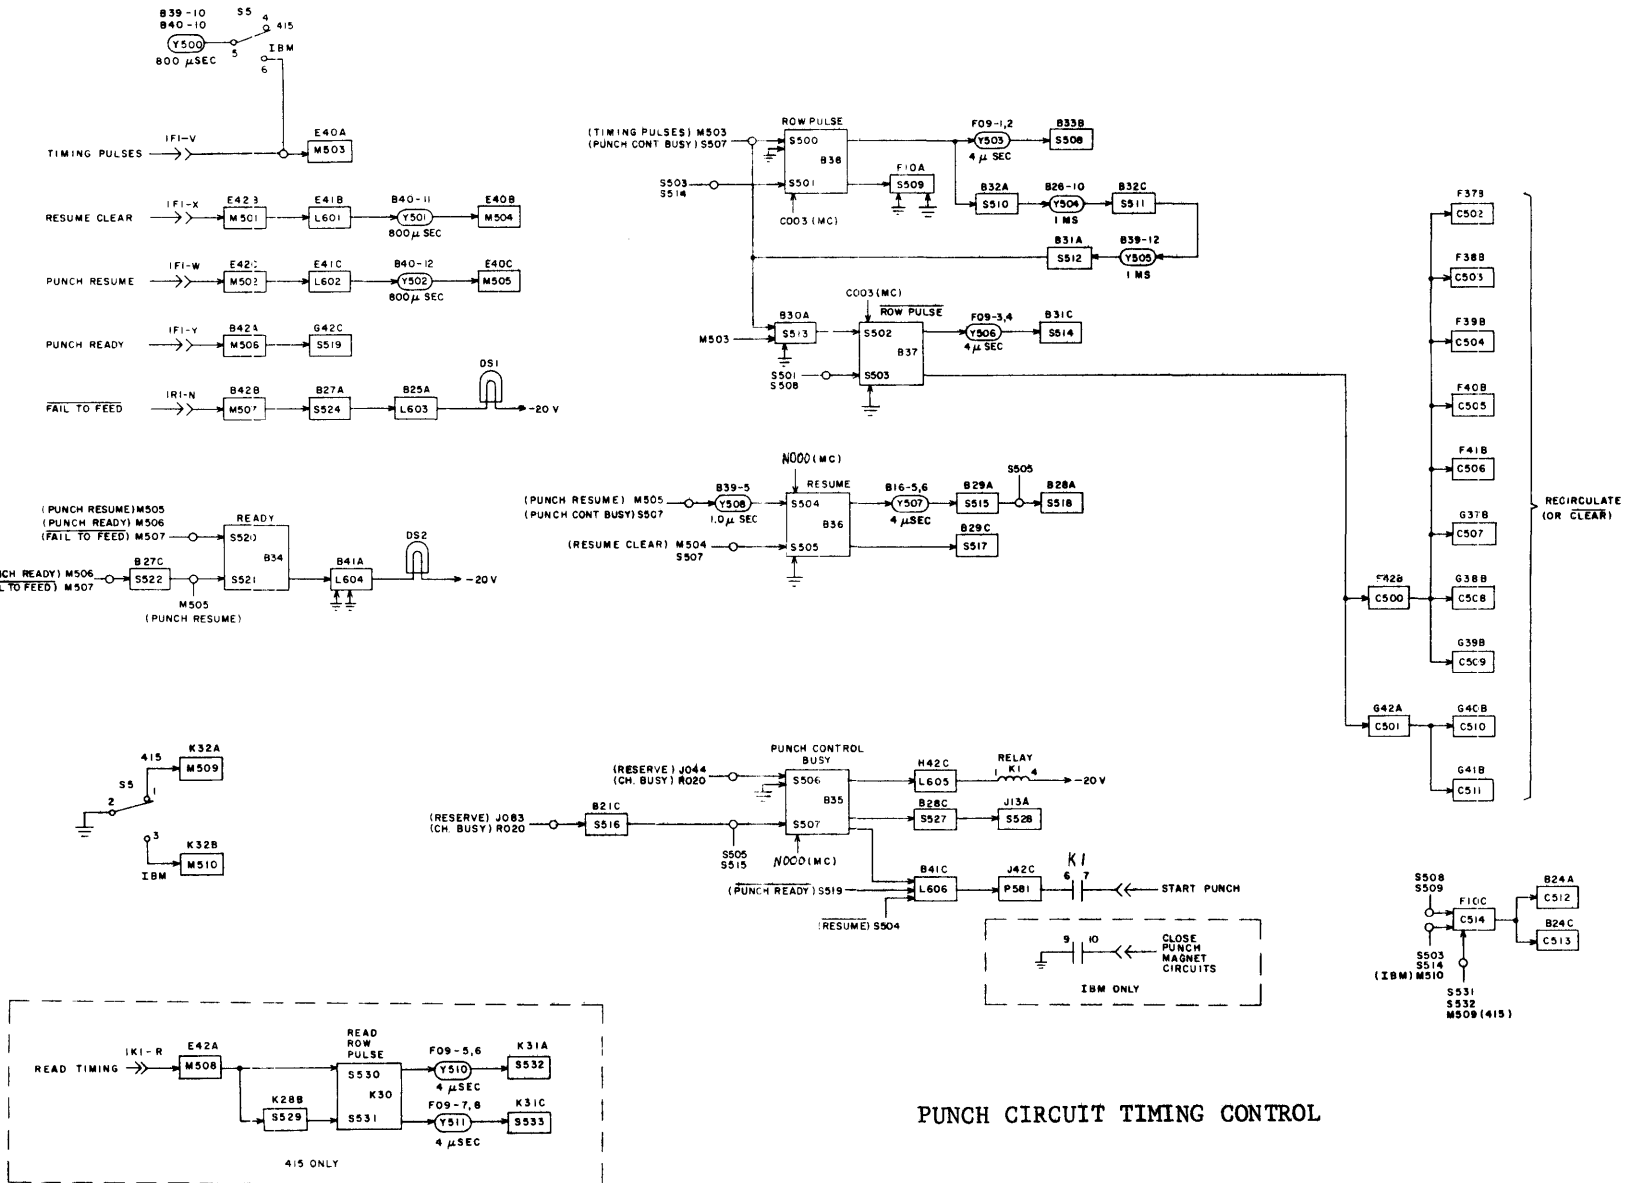 B39-10
B40-10
Y500
800 µSEC
S5
4
415
5
IBM
6
TIMING PULSES
IFI-V
E40A
M503
RESUME CLEAR
IFI-X
E42B
M501
E41B
L601
B40-11
Y501
800µ SEC
E40B
M504
PUNCH RESUME
IFI-W
E42C
M502
E41C
L602
B40-12
Y502
800µ SEC
E40C
M505
PUNCH READY
IFI-Y
B42A
M506
G42C
S519
FAIL TO FEED
IRI-N
B42B
M507
B27A
S524
B25A
L603
DS1
-20 V
(PUNCH RESUME)M505
(PUNCH READY) M506
(FAIL TO FEED) M507
READY
S520
B34
S521
NCH READY) M506
L TO FEED) M507
B27C
S522
M505
(PUNCH RESUME)
B41A
L604
DS2
-20 V
(TIMING PULSES) M503
(PUNCH CONT BUSY) S507
ROW PULSE
S500
B38
S501
S503
S514
C003 (MC)
F09-1,2
Y503
4 µ SEC
B33B
S508
F10A
S509
B32A
S510
B26-10
Y504
1 MS
B32C
S511
B31A
S512
B39-12
Y505
1 MS
C003 (MC)
ROW PULSE
B30A
S513
M503
S502
B37
S503
S501
S508
F09-3,4
Y506
4 µ SEC
B31C
S514
N000 (MC)
RESUME
(PUNCH RESUME) M505
(PUNCH CONT BUSY) S507
B39-5
Y508
1.0 µ SEC
S504
B36
S505
(RESUME CLEAR) M504
S507
B16-5,6
Y507
4 µSEC
B29A
S515
S505
B28A
S518
B29C
S517
F37B
C502
F38B
C503
F39B
C504
F40B
C505
F41B
C506
G37B
C507
F42B
C500
G38B
C508
G39B
C509
G42A
C501
G40B
C510
G41B
C511
RECIRCULATE
(OR CLEAR)
415
K32A
M509
S5
2
1
3
IBM
K32B
M510
PUNCH CONTROL
BUSY
(RESERVE) J044
(CH. BUSY) R020
S506
B35
S507
(RESERVE) J083
(CH. BUSY) R020
B21C
S516
S505
S515
N000 (MC)
H42C
L605
RELAY
K1
1
4
-20 V
B28C
S527
J13A
S528
(PUNCH READY) S519
(RESUME) S504
B41C
L606
J42C
P581
K1
6 7
START PUNCH
9 10
CLOSE
PUNCH
MAGNET
CIRCUITS
IBM ONLY
S508
S509
F10C
C514
B24A
C512
B24C
C513
S503
S514
(IBM) M510
S531
S532
M509 (415)
READ TIMING
IKI-R
E42A
M508
K28B
S529
READ
ROW
PULSE
S530
K30
S531
F09-5,6
Y510
4 µSEC
K31A
S532
F09-7,8
Y511
4 µSEC
K31C
S533
415 ONLY
PUNCH CIRCUIT TIMING CONTROL